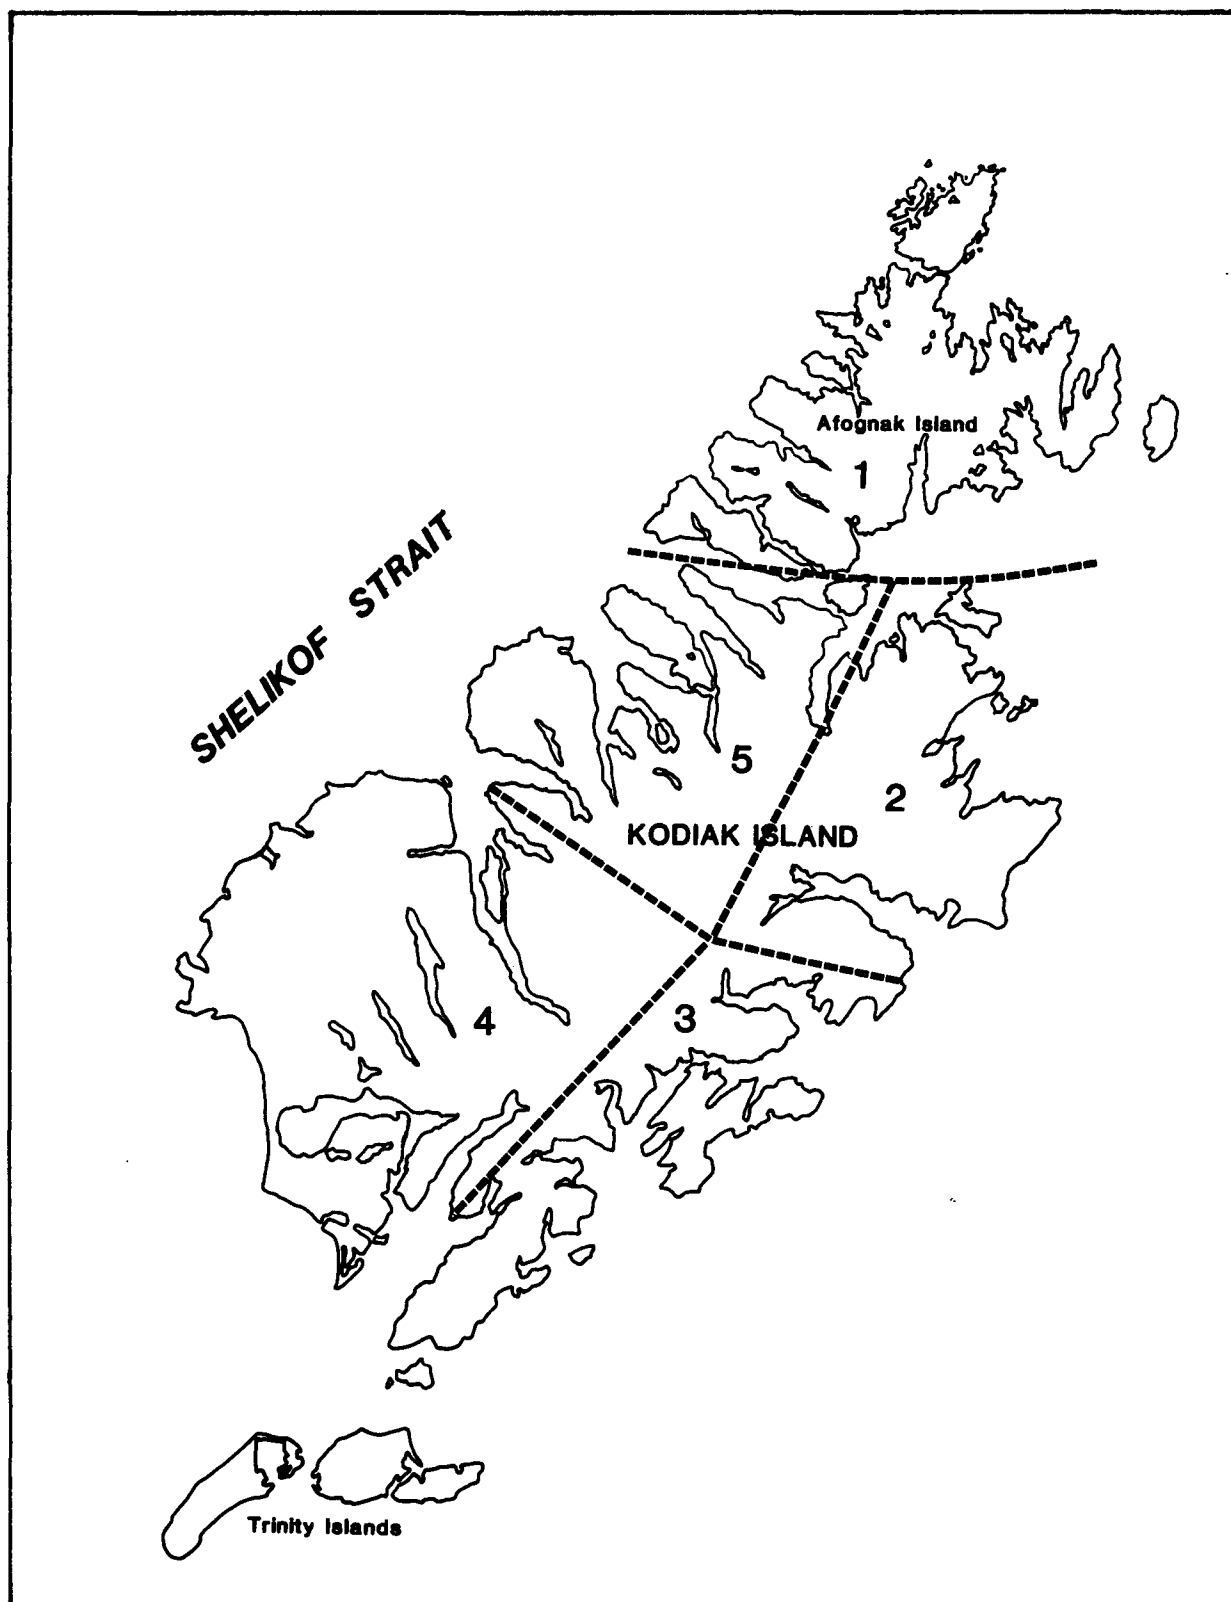 Afognak Island
1
SHELIKOF STRAIT
5
2
KODIAK ISLAND
3
4
Trinity Islands